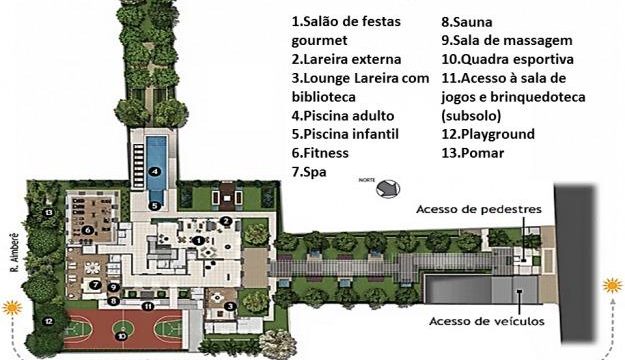 1.Salão de festas
gourmet
2.Lareira externa
3.Lounge Lareira com
biblioteca
4.Piscina adulto
5.Piscina infantil
6.Fitness
7.Spa
8.Sauna
9.Sala de massagem
10.Quadra esportiva
11.Acesso à sala de
jogos e brinquedoteca
(subsolo)
12.Playground
13.Pomar
NORTE
Acesso de pedestres
Acesso de veículos
R. Aimberê
4
5
13
6
2
1
7
9
8
11
3
12
10